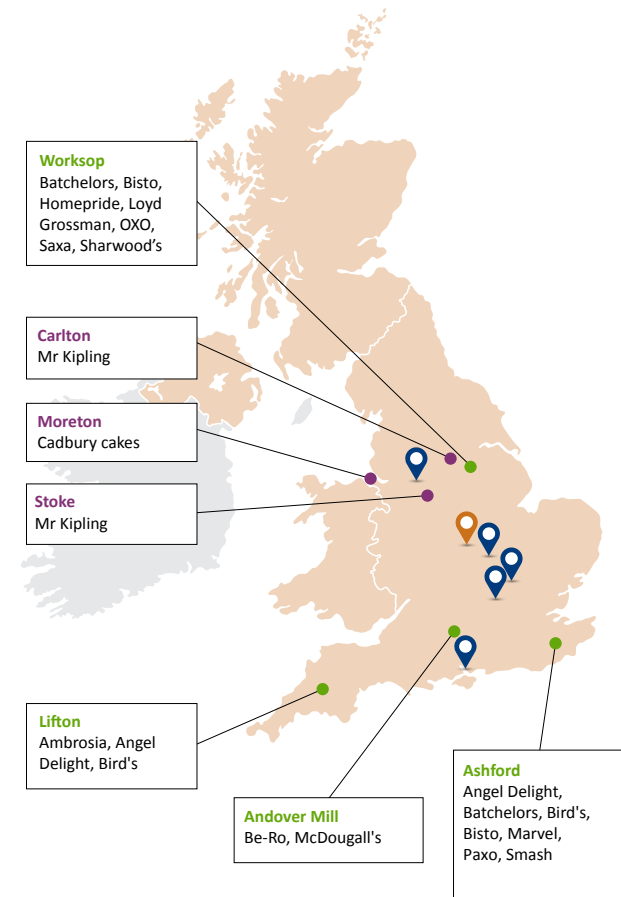 Worksop
Batchelors, Bisto,
Homepride, Loyd
Grossman, OXO,
Saxa, Sharwood’s
Carlton
Mr Kipling
Moreton
Cadbury cakes
Stoke
Mr Kipling
Lifton
Ambrosia, Angel
Delight, Bird's
Andover Mill
Be-Ro, McDougall's
Ashford
Angel Delight,
Batchelors, Bird's,
Bisto, Marvel,
Paxo, Smash